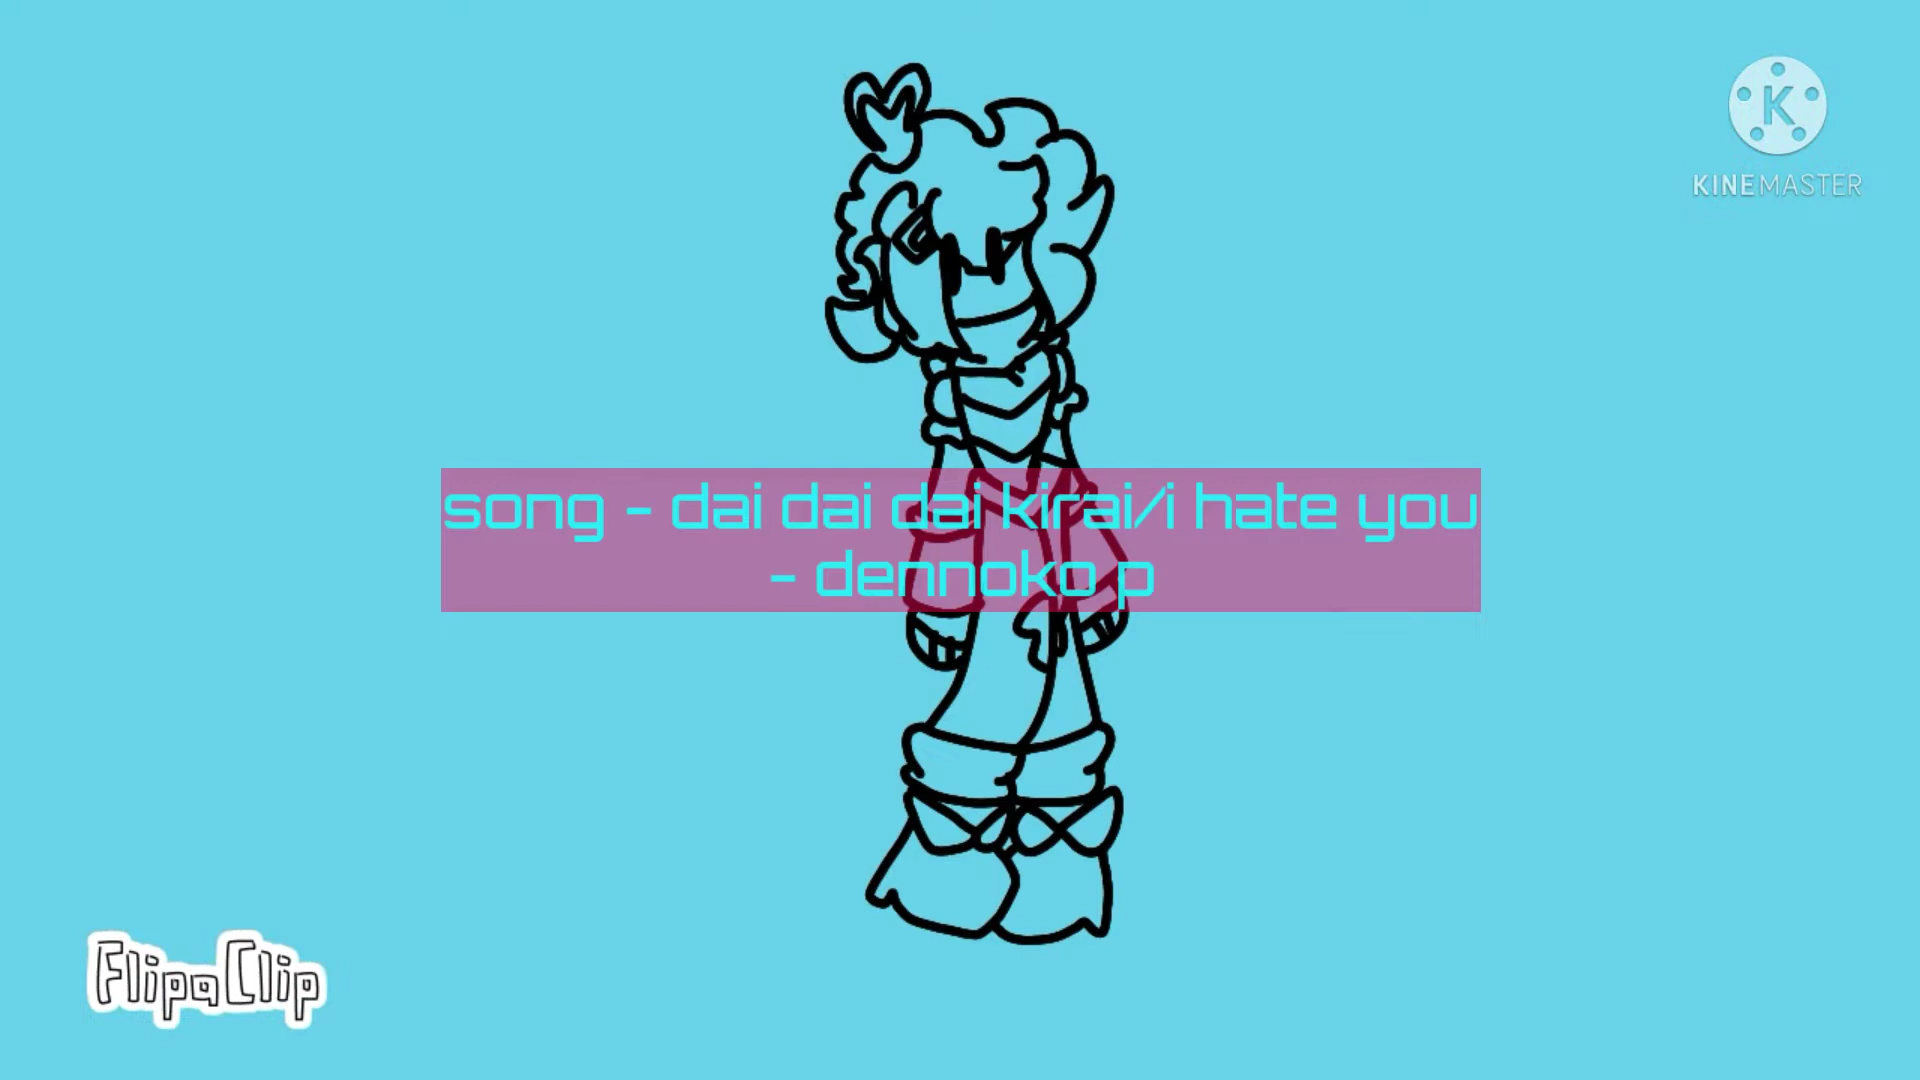 K
KINEMASTER
song - dai dai dai kirai/i hate you
- dennoko p
FlipaClip